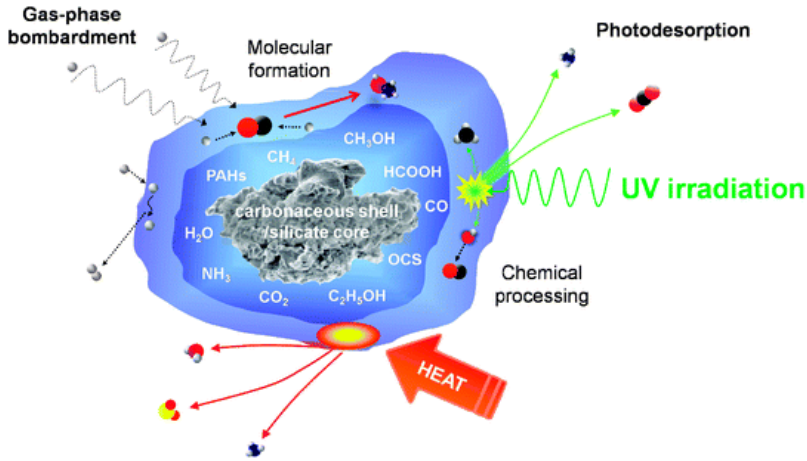 Gas-phase
bombardment
Molecular
formation
Photodesorption
CH₃OH
CH₄
PAHs
HCOOH
UV irradiation
CO
carbonaceous shell
/silicate core
H₂O
OCS
NH₃
Chemical
processing
CO₂
C₂H₅OH
HEAT